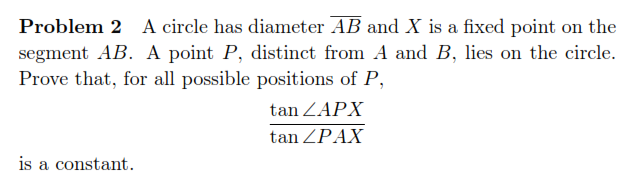 Problem 2 A circle has diameter $\overline{AB}$ and X is a fixed point on the
segment AB. A point P, distinct from A and B, lies on the circle.
Prove that, for all possible positions of P,
tan ∠APX
tan ∠PAX
is a constant.